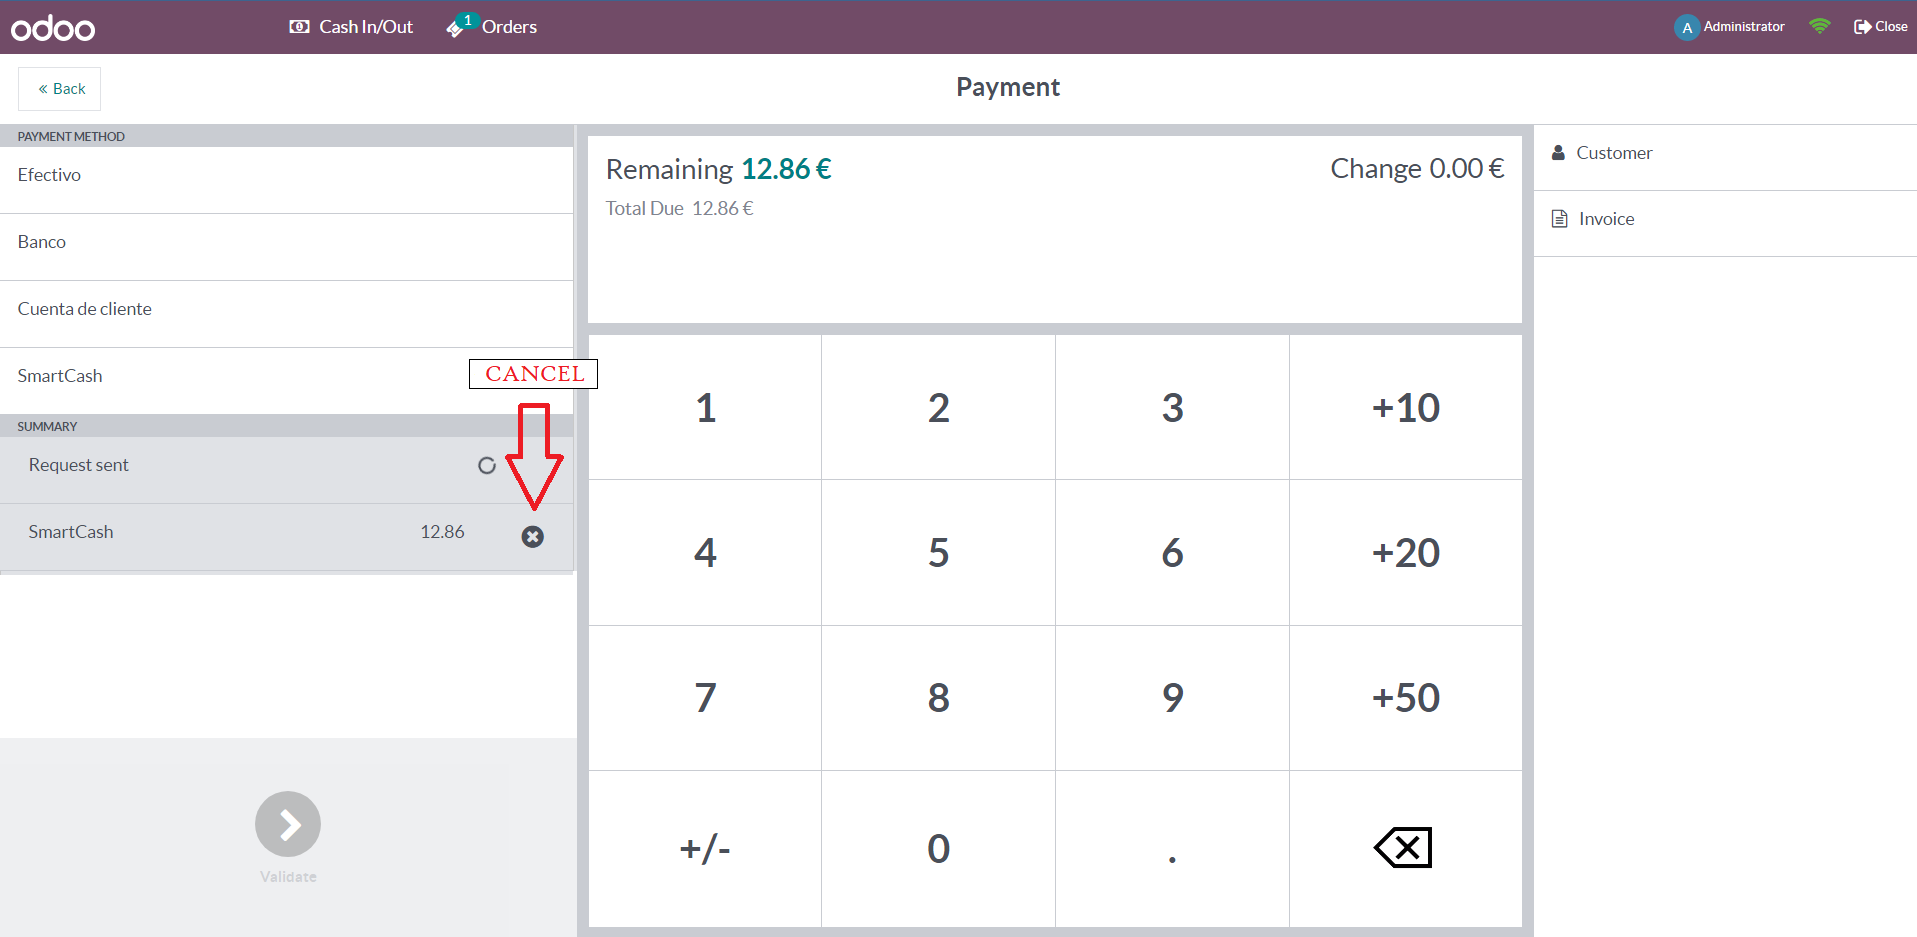 odoo
Cash In/Out
1
Orders
A
Administrator
Close
« Back
Payment
PAYMENT METHOD
Efectivo
Banco
Cuenta de cliente
SmartCash
CANCEL
SUMMARY
Request sent
SmartCash 12.86
Validate
Remaining 12.86 €
Change 0.00 €
Total Due 12.86 €
1 2 3 +10
4 5 6 +20
7 8 9 +50
+/- 0 .
Customer
Invoice